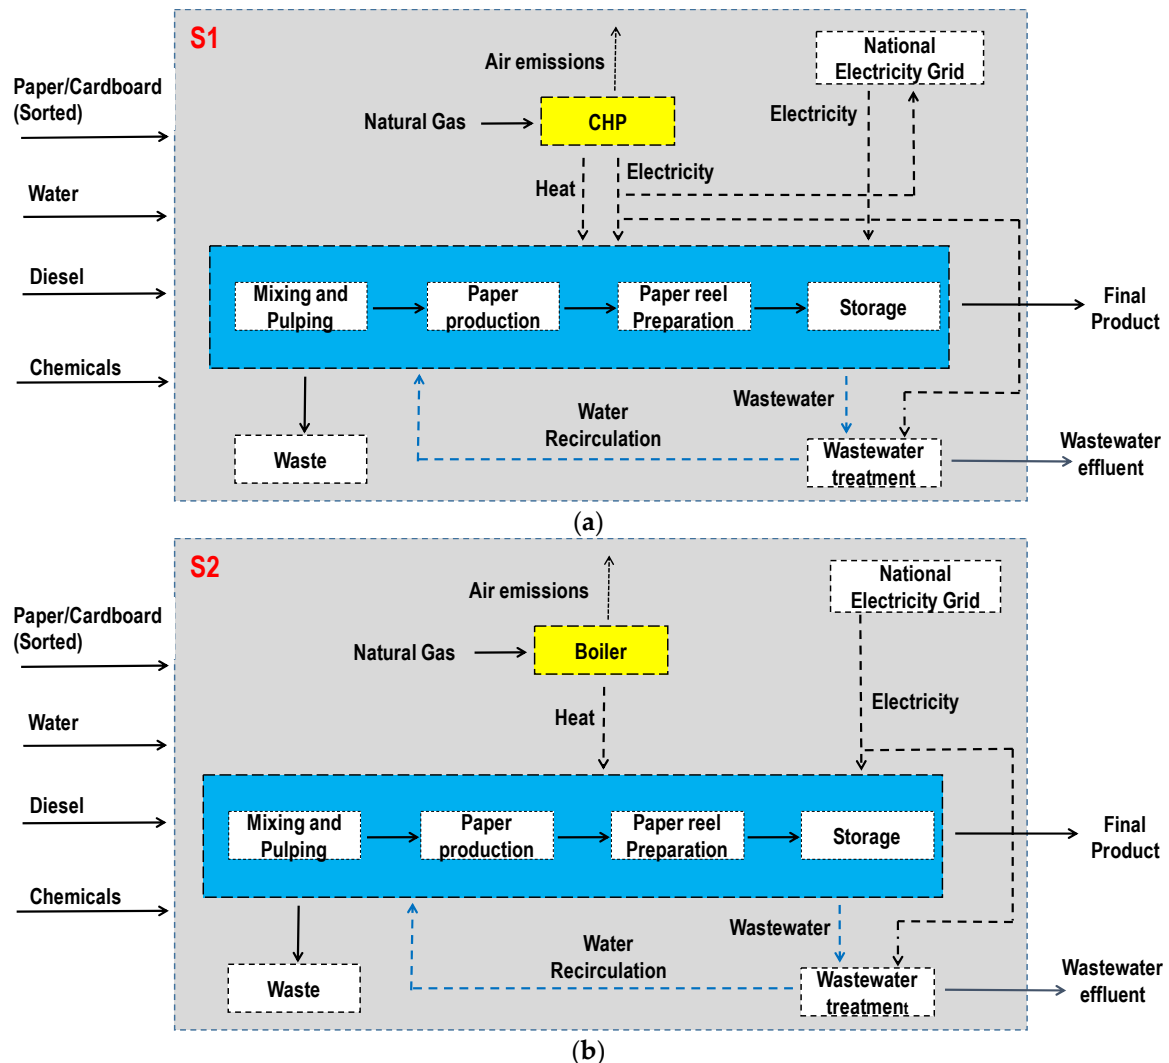 S1
National
Electricity Grid
Air emissions
Paper/Cardboard
(Sorted)
Natural Gas
CHP
Electricity
Electricity
Heat
Water
Diesel
Mixing and
Pulping
Paper
production
Paper reel
Preparation
Storage
Final
Product
Chemicals
Wastewater
Water
Recirculation
Waste
Wastewater
treatment
Wastewater
effluent
(a)
S2
National
Electricity Grid
Air emissions
Paper/Cardboard
(Sorted)
Natural Gas
Boiler
Electricity
Heat
Water
Diesel
Mixing and
Pulping
Paper
production
Paper reel
Preparation
Storage
Final
Product
Chemicals
Wastewater
Water
Recirculation
Waste
Wastewater
treatment
Wastewater
effluent
(b)